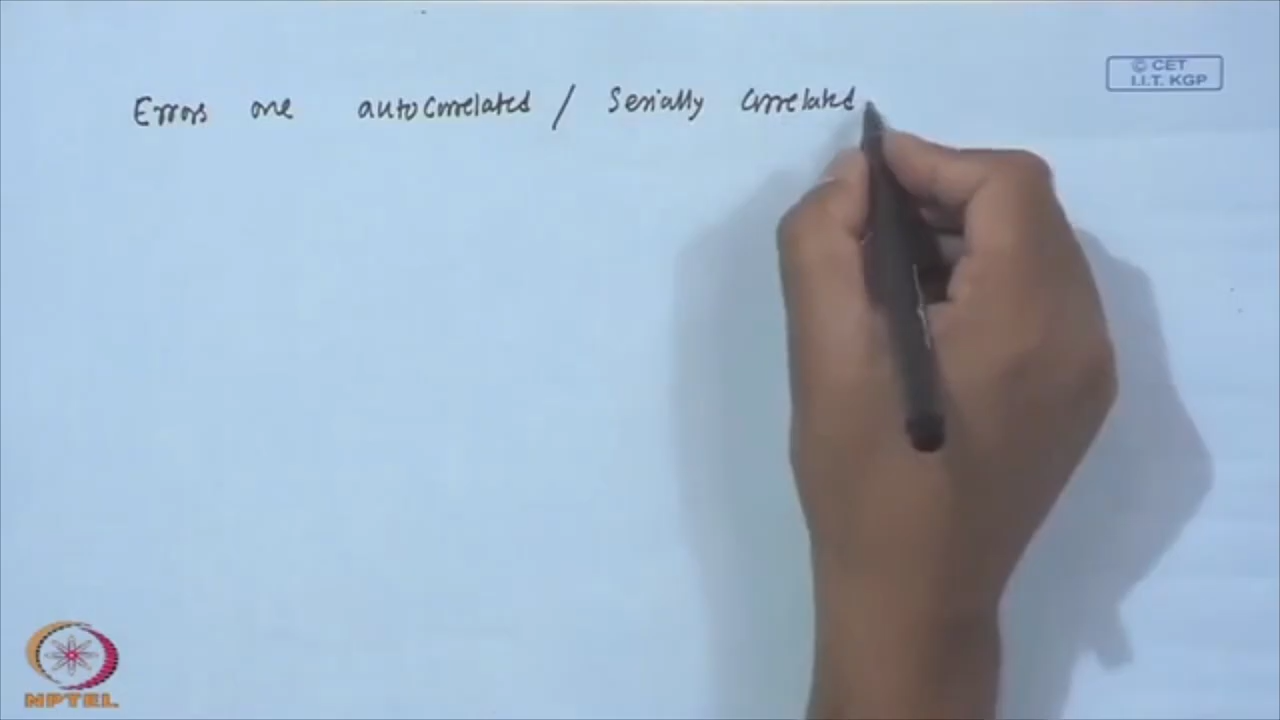 © CET
I.I.T. KGP
Errors are autocorrelated / Serially Correlated
NPTEL